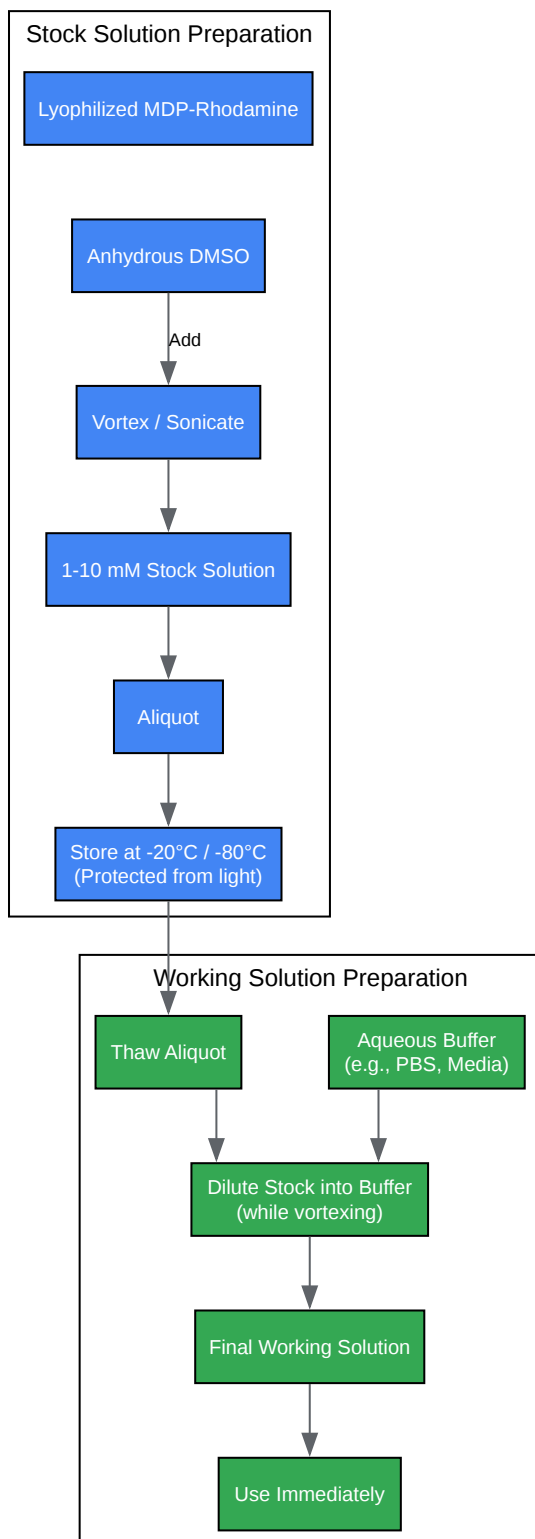 Stock Solution Preparation
Lyophilized MDP-Rhodamine
Anhydrous DMSO
Add
Vortex / Sonicate
1-10 mM Stock Solution
Aliquot
Store at -20°C / -80°C
(Protected from light)
Working Solution Preparation
Thaw Aliquot
Aqueous Buffer
(e.g., PBS, Media)
Dilute Stock into Buffer
(while vortexing)
Final Working Solution
Use Immediately